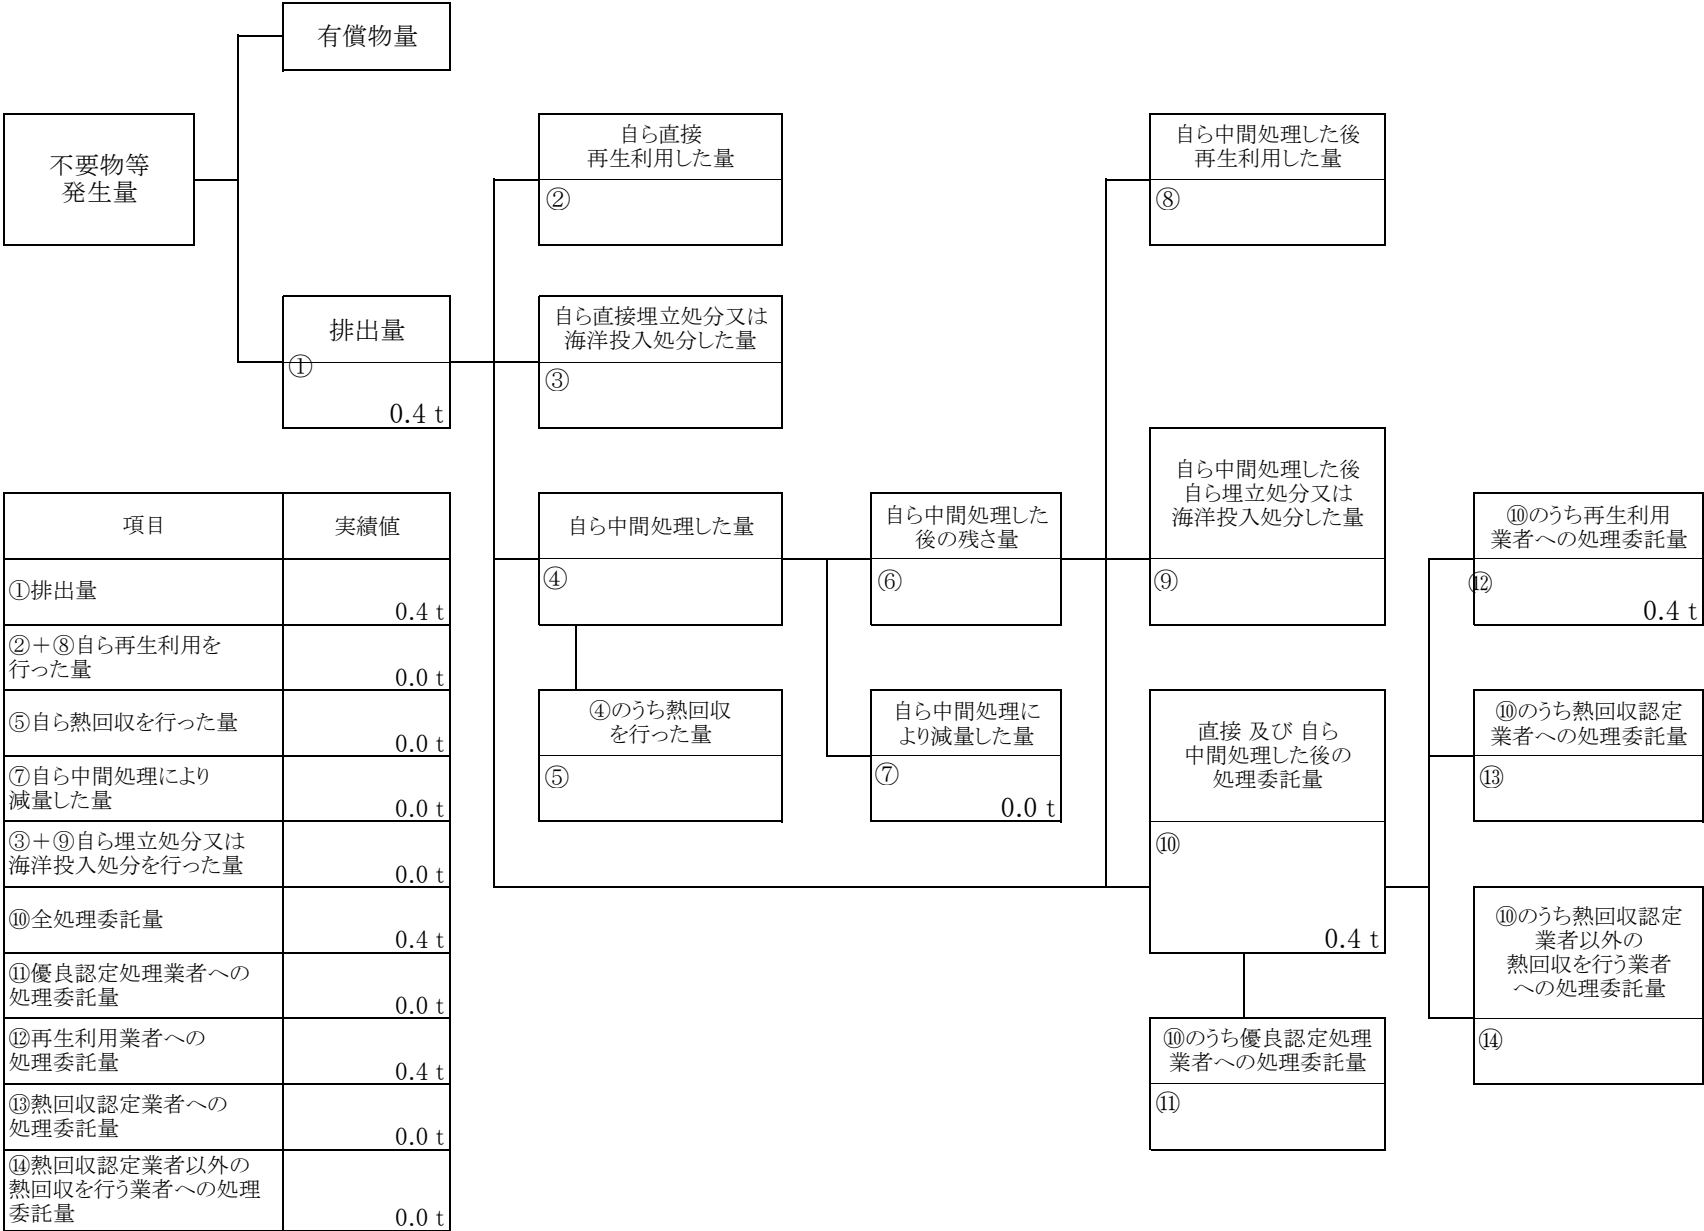 有償物量
不要物等
発生量
排出量
①
0.4 t
自ら直接
再生利用した量
②
自ら直接埋立処分又は
海洋投入処分した量
③
自ら中間処理した量
④
④のうち熱回収
を行った量
⑤
自ら中間処理した
後の残さ量
⑥
自ら中間処理に
より減量した量
⑦
0.0 t
自ら中間処理した後
再生利用した量
⑧
自ら中間処理した後
自ら埋立処分又は
海洋投入処分した量
⑨
直接 及び 自ら
中間処理した後の
処理委託量
⑩
0.4 t
⑩のうち優良認定処理
業者への処理委託量
⑪
⑩のうち再生利用
業者への処理委託量
⑫
0.4 t
⑩のうち熱回収認定
業者への処理委託量
⑬
⑩のうち熱回収認定
業者以外の
熱回収を行う業者
への処理委託量
⑭
項目 実績値
①排出量
0.4 t
②＋⑧自ら再生利用を
行った量
0.0 t
⑤自ら熱回収を行った量
0.0 t
⑦自ら中間処理により
減量した量
0.0 t
③＋⑨自ら埋立処分又は
海洋投入処分を行った量
0.0 t
⑩全処理委託量
0.4 t
⑪優良認定処理業者への
処理委託量
0.0 t
⑫再生利用業者への
処理委託量
0.4 t
⑬熱回収認定業者への
処理委託量
0.0 t
⑭熱回収認定業者以外の
熱回収を行う業者への処理
委託量
0.0 t